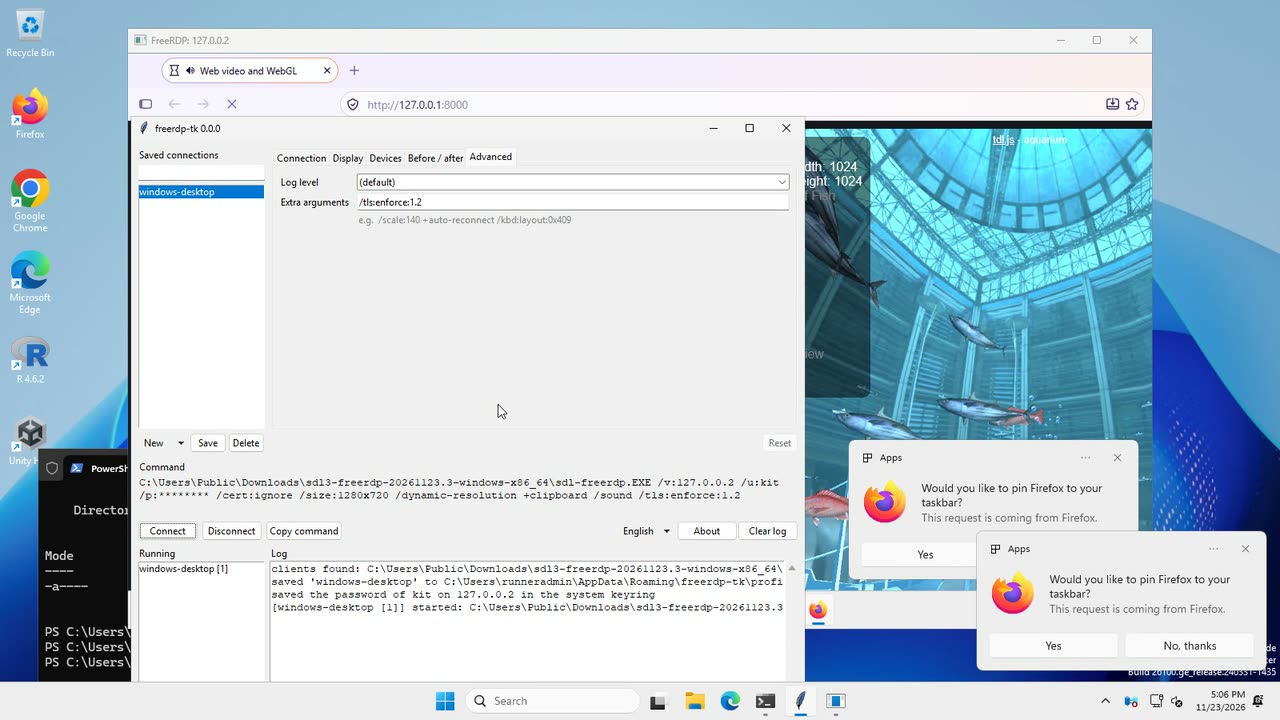 Recycle Bin
Firefox
Google
Chrome
Microsoft
Edge
R 4.6.2
Unity H
FreeRDP: 127.0.0.2
Web video and WebGL
http://127.0.0.1:8000
freerdp-tk 0.0.0
Saved connections
windows-desktop
Connection
Display
Devices
Before / after
Advanced
Log level
(default)
Extra arguments
/tls:enforce:1.2
e.g. /scale:140 +auto-reconnect /kbd:layout:0x409
New
Save
Delete
Reset
Command
C:\Users\Public\Downloads\sdl3-freerdp-20261123.3-windows-x86_64\sdl-freerdp.EXE /v:127.0.0.2 /u:kit
/p:******** /cert:ignore /size:1280x720 /dynamic-resolution +clipboard /sound /tls:enforce:1.2
Connect
Disconnect
Copy command
English
About
Clear log
Running
windows-desktop [1]
Log
clients found: C:\Users\Public\Downloads\sdl3-freerdp-20261123.3-windows-x86_64\
saved 'windows-desktop' to C:\Users\mineradmin\AppData\Roaming\freerdp-tk\prof
saved the password of kit on 127.0.0.2 in the system keyring
[windows-desktop [1]] started: C:\Users\Public\Downloads\sdl3-freerdp-20261123.3
tdl.js - aquarium
dth: 1024
eight: 1024
of Fish
ew
PowerSh
Director
Mode
----
-a----
PS C:\Users\
PS C:\Users\
PS C:\Users\
Apps
Would you like to pin Firefox to your
taskbar?
This request is coming from Firefox.
Yes
Apps
Would you like to pin Firefox to your
taskbar?
This request is coming from Firefox.
Yes
No, thanks
Build 26100.ge_release.240331-1435
Search
5:06 PM
11/23/2026